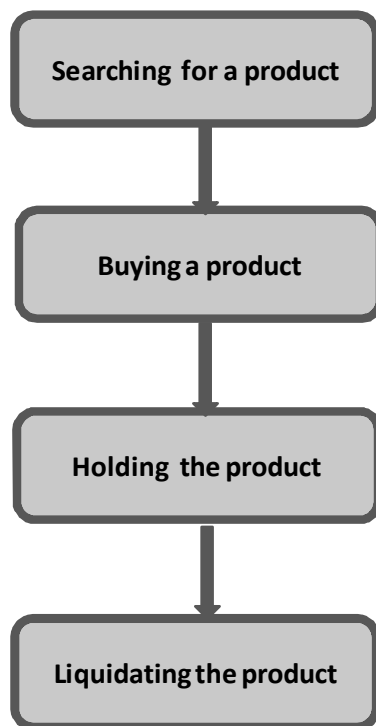 Searching for a product
Buying a product
Holding the product
Liquidating the product